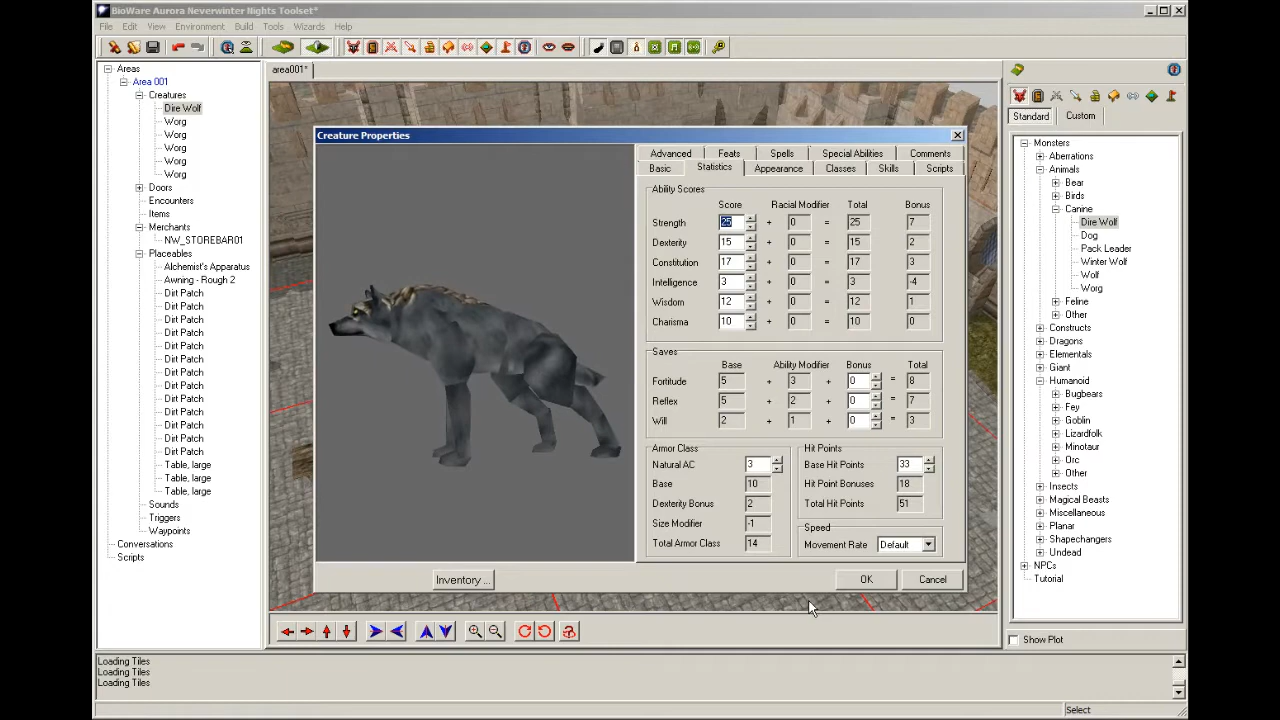 BioWare Aurora Neverwinter Nights Toolset*
File Edit View Environment Build Tools Wizards Help
Areas
Area 001
Creatures
Dire Wolf
Worg
Worg
Worg
Worg
Worg
Doors
Encounters
Items
Merchants
NW_STOREBAR01
Placeables
Alchemist's Apparatus
Awning - Rough 2
Dirt Patch
Dirt Patch
Dirt Patch
Dirt Patch
Dirt Patch
Dirt Patch
Dirt Patch
Dirt Patch
Dirt Patch
Dirt Patch
Dirt Patch
Dirt Patch
Dirt Patch
Dirt Patch
Table, large
Table, large
Table, large
Sounds
Triggers
Waypoints
Conversations
Scripts
area001*
Creature Properties
Advanced Feats Spells Special Abilities Comments
Basic Statistics Appearance Classes Skills Scripts
Ability Scores
Score Racial Modifier Total Bonus
Strength 25 + 0 = 25 7
Dexterity 15 + 0 = 15 2
Constitution 17 + 0 = 17 3
Intelligence 3 + 0 = 3 -4
Wisdom 12 + 0 = 12 1
Charisma 10 + 0 = 10 0
Saves
Base Ability Modifier Bonus Total
Fortitude 5 + 3 + 0 = 8
Reflex 5 + 2 + 0 = 7
Will 2 + 1 + 0 = 3
Armor Class
Natural AC 3
Base 10
Dexterity Bonus 2
Size Modifier -1
Total Armor Class 14
Hit Points
Base Hit Points 33
Hit Point Bonuses 18
Total Hit Points 51
Speed
Movement Rate Default
Inventory ... OK Cancel
Standard Custom
Monsters
Aberrations
Animals
Bear
Birds
Canine
Dire Wolf
Dog
Pack Leader
Winter Wolf
Wolf
Worg
Feline
Other
Constructs
Dragons
Elementals
Giant
Humanoid
Bugbears
Fey
Goblin
Lizardfolk
Minotaur
Orc
Other
Insects
Magical Beasts
Miscellaneous
Planar
Shapechangers
Undead
NPCs
Tutorial
Show Plot
Loading Tiles
Loading Tiles
Loading Tiles
Select